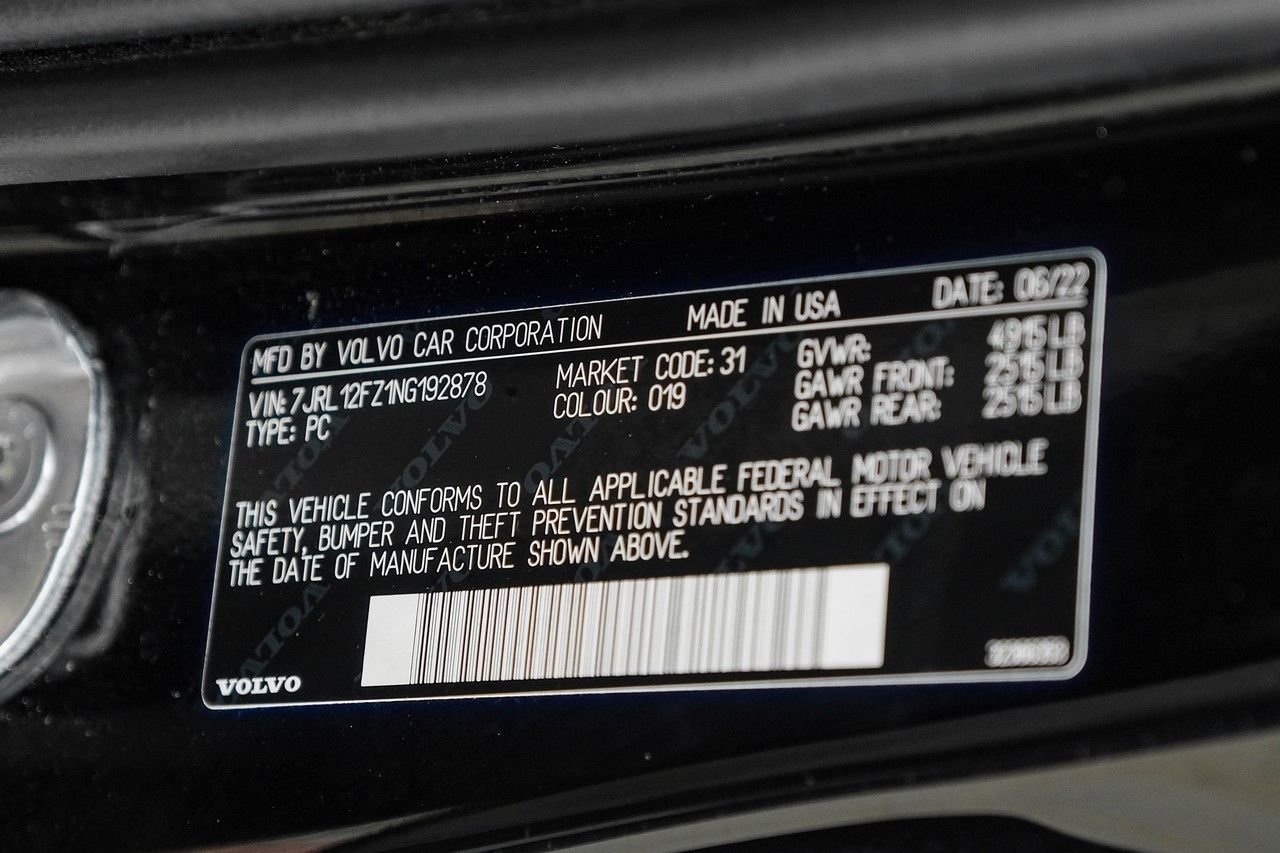 MFD BY VOLVO CAR CORPORATION MADE IN USA DATE: 06/22
VIN: 7JRL12FZ1NG192878 MARKET CODE: 31 GVWR: 4915 LB
TYPE: PC COLOUR: 019 GAWR FRONT: 2515 LB
GAWR REAR: 2515 LB
THIS VEHICLE CONFORMS TO ALL APPLICABLE FEDERAL MOTOR VEHICLE
SAFETY, BUMPER AND THEFT PREVENTION STANDARDS IN EFFECT ON
THE DATE OF MANUFACTURE SHOWN ABOVE.
VOLVO